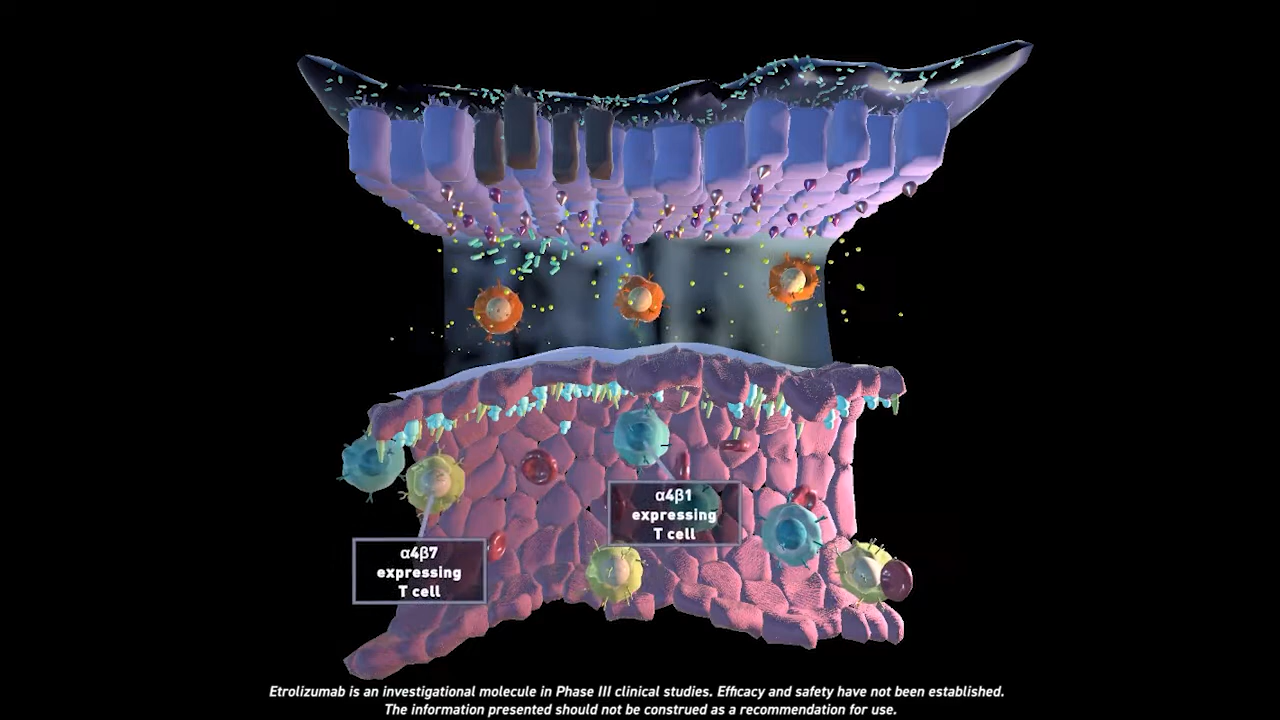 α4β1
expressing
T cell
α4β7
expressing
T cell
Etrolizumab is an investigational molecule in Phase III clinical studies. Efficacy and safety have not been established.
The information presented should not be construed as a recommendation for use.